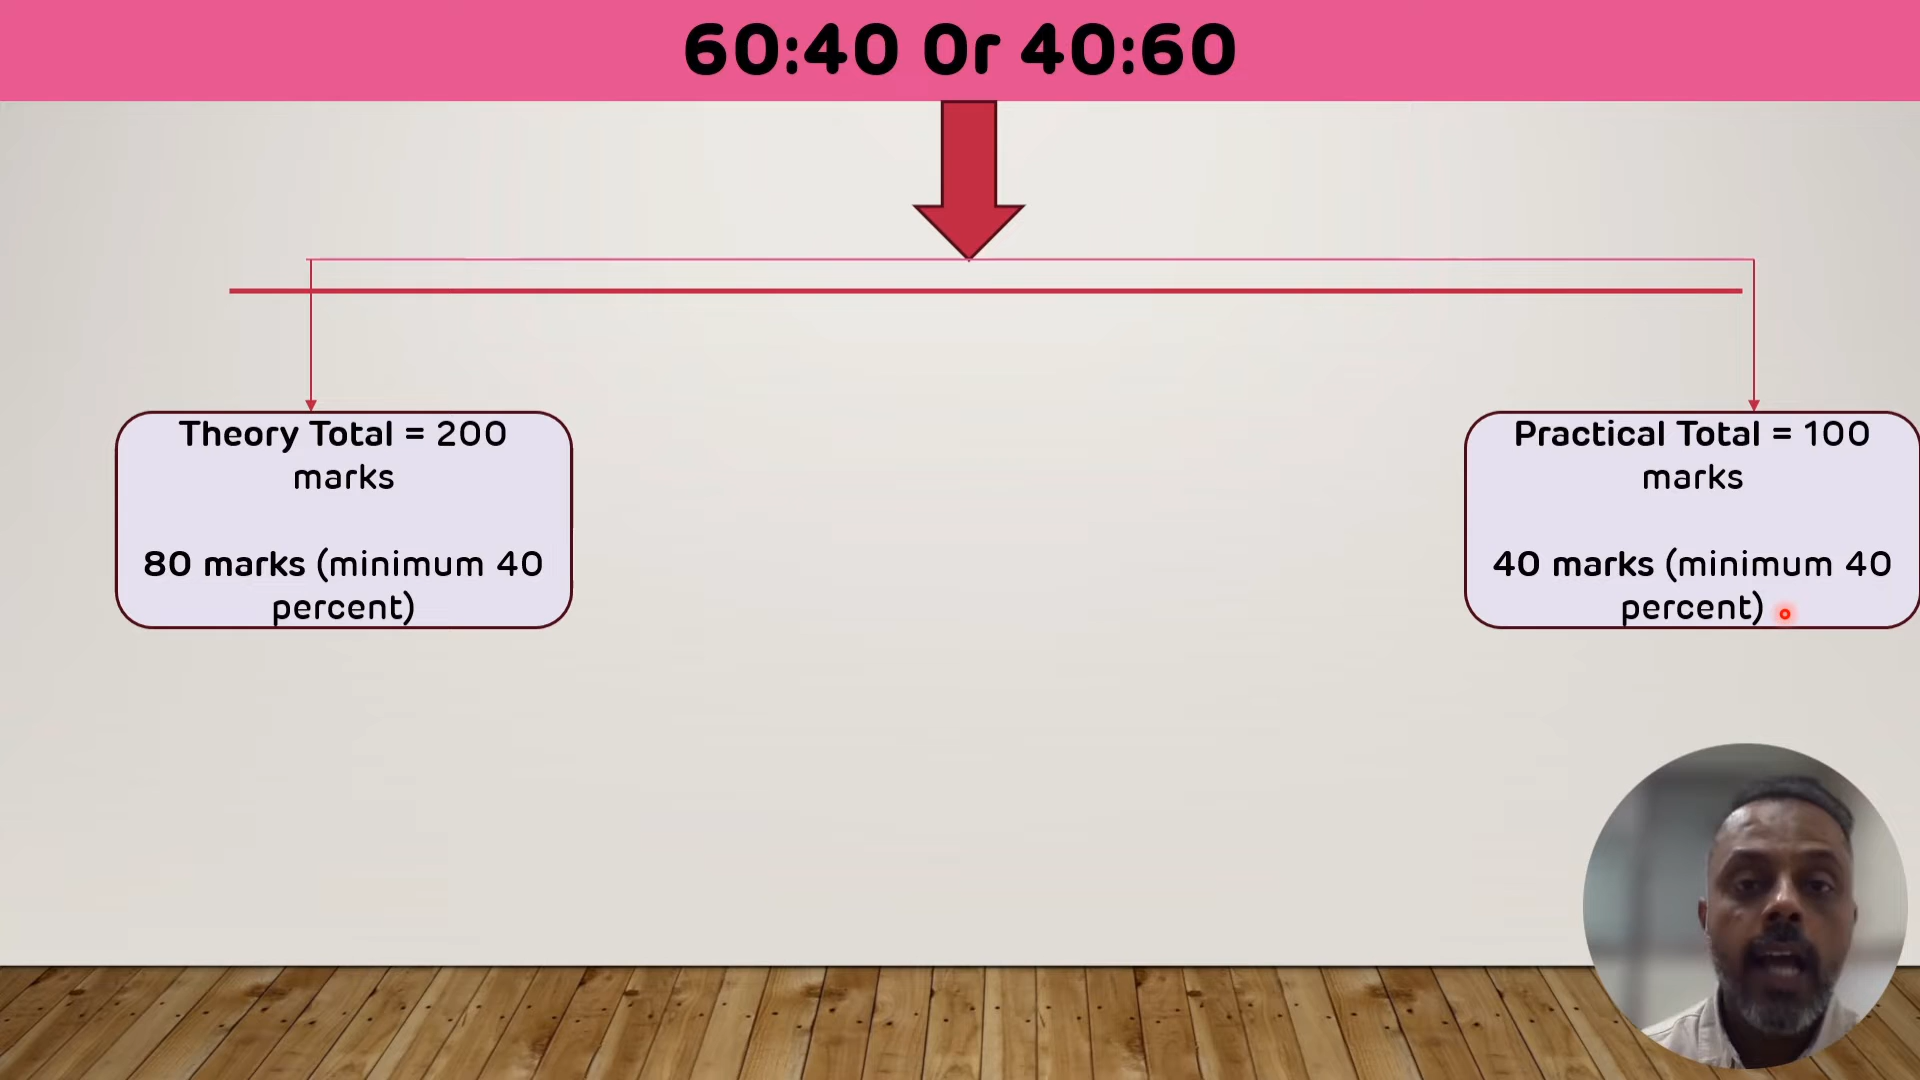 60:40 Or 40:60
Theory Total = 200
marks
80 marks (minimum 40
percent)
Practical Total = 100
marks
40 marks (minimum 40
percent)